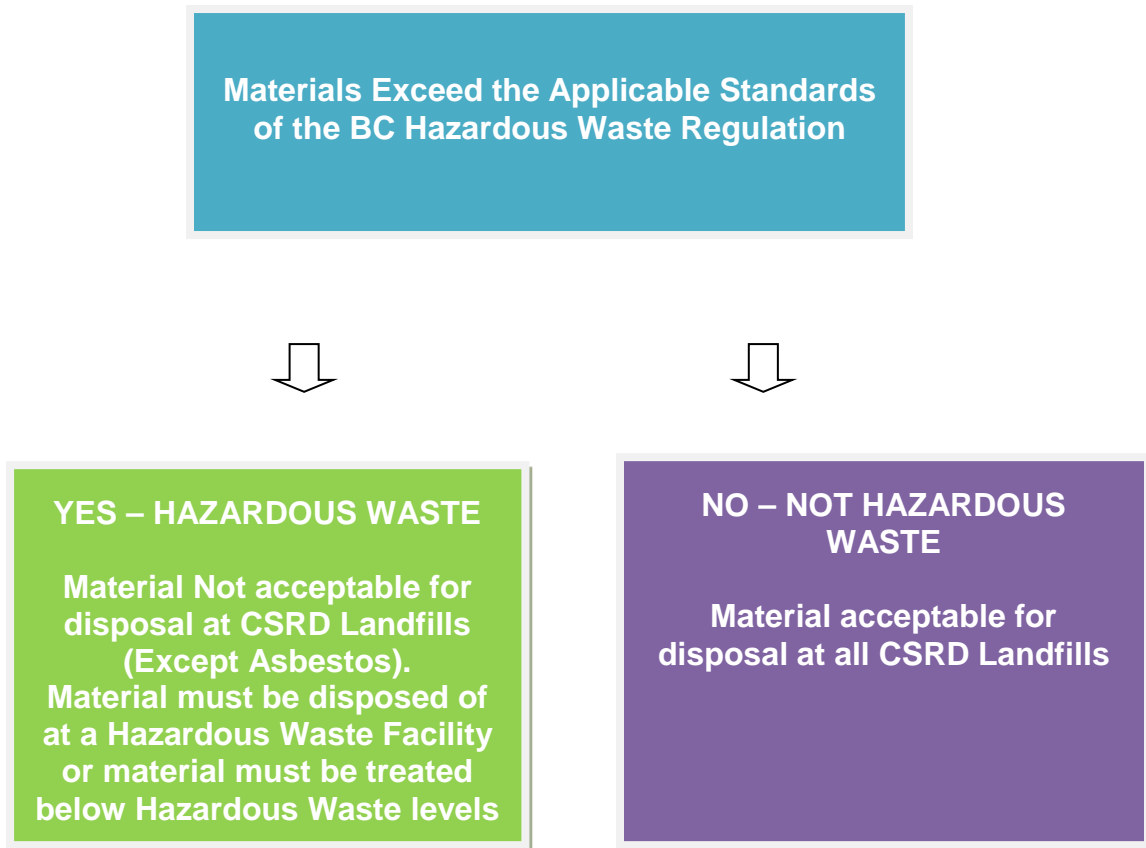 Materials Exceed the Applicable Standards
of the BC Hazardous Waste Regulation
YES – HAZARDOUS WASTE
Material Not acceptable for
disposal at CSRD Landfills
(Except Asbestos).
Material must be disposed of
at a Hazardous Waste Facility
or material must be treated
below Hazardous Waste levels
NO – NOT HAZARDOUS
WASTE
Material acceptable for
disposal at all CSRD Landfills